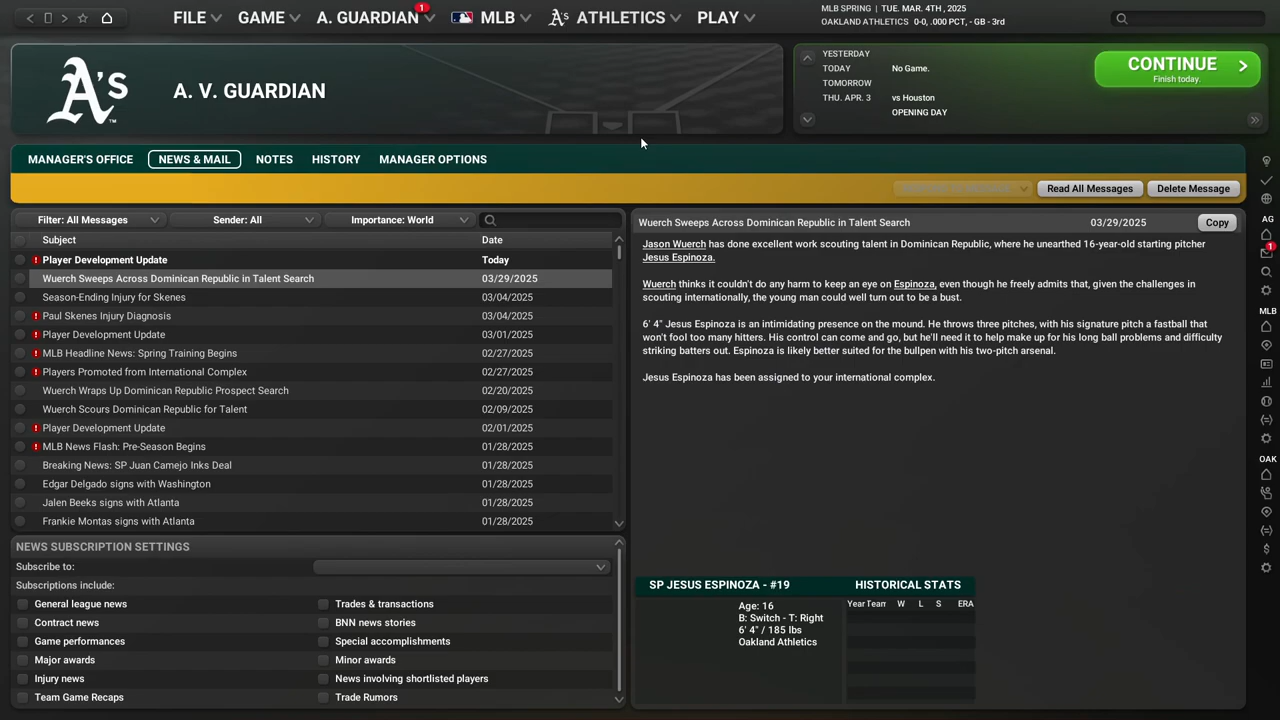 FILE
GAME
A. GUARDIAN
1
MLB
A's
ATHLETICS
PLAY
MLB SPRING | TUE. MAR. 4TH, 2025
OAKLAND ATHLETICS 0-0, .000 PCT, - GB - 3rd
A's
TM
A. V. GUARDIAN
YESTERDAY
TODAY No Game.
TOMORROW
THU. APR. 3 vs Houston
OPENING DAY
CONTINUE
Finish today.
MANAGER'S OFFICE
NEWS & MAIL
NOTES
HISTORY
MANAGER OPTIONS
Read All Messages
Delete Message
Filter: All Messages
Sender: All
Importance: World
Subject Date
Player Development Update Today
Wuerch Sweeps Across Dominican Republic in Talent Search 03/29/2025
Season-Ending Injury for Skenes 03/04/2025
Paul Skenes Injury Diagnosis 03/04/2025
Player Development Update 03/01/2025
MLB Headline News: Spring Training Begins 02/27/2025
Players Promoted from International Complex 02/27/2025
Wuerch Wraps Up Dominican Republic Prospect Search 02/20/2025
Wuerch Scours Dominican Republic for Talent 02/09/2025
Player Development Update 02/01/2025
MLB News Flash: Pre-Season Begins 01/28/2025
Breaking News: SP Juan Camejo Inks Deal 01/28/2025
Edgar Delgado signs with Washington 01/28/2025
Jalen Beeks signs with Atlanta 01/28/2025
Frankie Montas signs with Atlanta 01/28/2025
NEWS SUBSCRIPTION SETTINGS
Subscribe to:
Subscriptions include:
General league news Trades & transactions
Contract news BNN news stories
Game performances Special accomplishments
Major awards Minor awards
Injury news News involving shortlisted players
Team Game Recaps Trade Rumors
Wuerch Sweeps Across Dominican Republic in Talent Search 03/29/2025
Copy
Jason Wuerch has done excellent work scouting talent in Dominican Republic, where he unearthed 16-year-old starting pitcher
Jesus Espinoza.
Wuerch thinks it couldn't do any harm to keep an eye on Espinoza, even though he freely admits that, given the challenges in
scouting internationally, the young man could well turn out to be a bust.
6' 4" Jesus Espinoza is an intimidating presence on the mound. He throws three pitches, with his signature pitch a fastball that
won't fool too many hitters. His control can come and go, but he'll need it to help make up for his long ball problems and difficulty
striking batters out. Espinoza is likely better suited for the bullpen with his two-pitch arsenal.
Jesus Espinoza has been assigned to your international complex.
SP JESUS ESPINOZA - #19
Age: 16
B: Switch - T: Right
6' 4" / 185 lbs
Oakland Athletics
HISTORICAL STATS
Year Team W L S ERA
AG
1
MLB
OAK